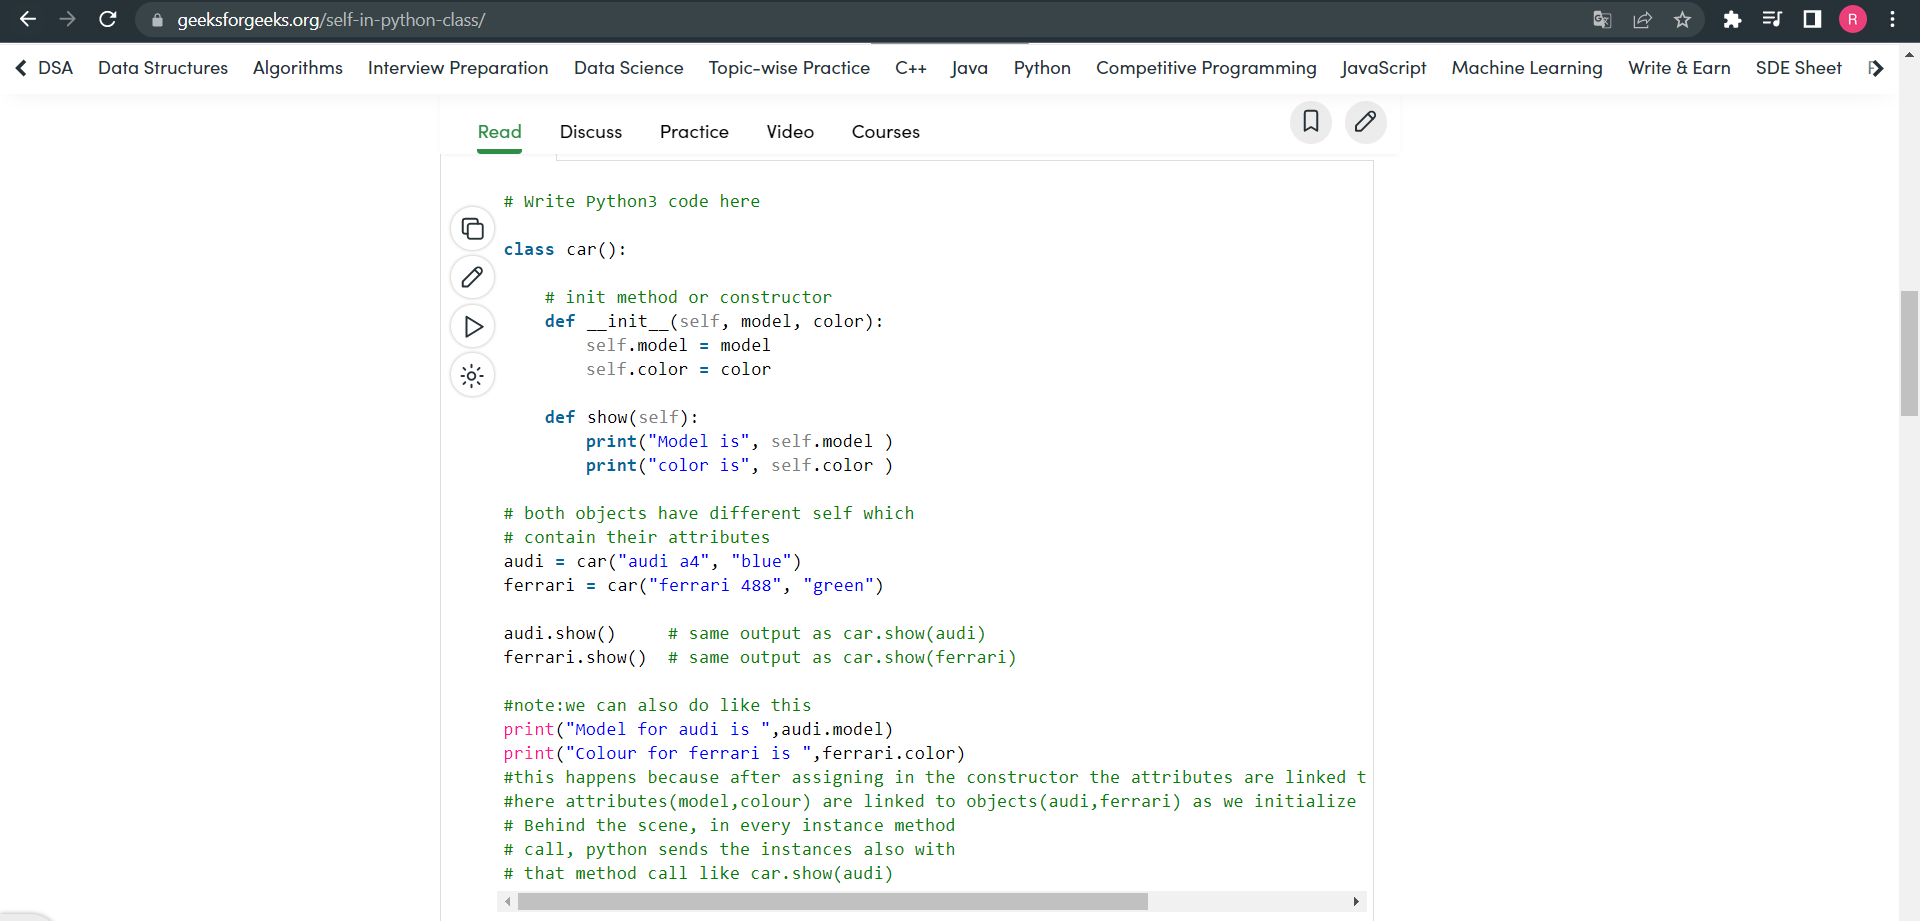 geeksforgeeks.org/self-in-python-class/
R
DSA Data Structures Algorithms Interview Preparation Data Science Topic-wise Practice C++ Java Python Competitive Programming JavaScript Machine Learning Write & Earn SDE Sheet
Read Discuss Practice Video Courses
# Write Python3 code here
class car():
# init method or constructor
def __init__(self, model, color):
self.model = model
self.color = color
def show(self):
print("Model is", self.model )
print("color is", self.color )
# both objects have different self which
# contain their attributes
audi = car("audi a4", "blue")
ferrari = car("ferrari 488", "green")
audi.show()     # same output as car.show(audi)
ferrari.show()  # same output as car.show(ferrari)
#note:we can also do like this
print("Model for audi is ",audi.model)
print("Colour for ferrari is ",ferrari.color)
#this happens because after assigning in the constructor the attributes are linked t
#here attributes(model,colour) are linked to objects(audi,ferrari) as we initialize
# Behind the scene, in every instance method
# call, python sends the instances also with
# that method call like car.show(audi)